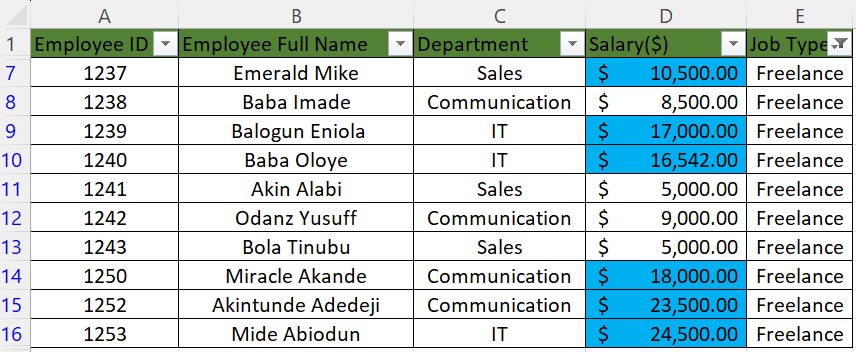 A B C D E
1 Employee ID Employee Full Name Department Salary($) Job Type
7 1237 Emerald Mike Sales $ 10,500.00 Freelance
8 1238 Baba Imade Communication $ 8,500.00 Freelance
9 1239 Balogun Eniola IT $ 17,000.00 Freelance
10 1240 Baba Oloye IT $ 16,542.00 Freelance
11 1241 Akin Alabi Sales $ 5,000.00 Freelance
12 1242 Odanz Yusuff Communication $ 9,000.00 Freelance
13 1243 Bola Tinubu Sales $ 5,000.00 Freelance
14 1250 Miracle Akande Communication $ 18,000.00 Freelance
15 1252 Akintunde Adedeji Communication $ 23,500.00 Freelance
16 1253 Mide Abiodun IT $ 24,500.00 Freelance